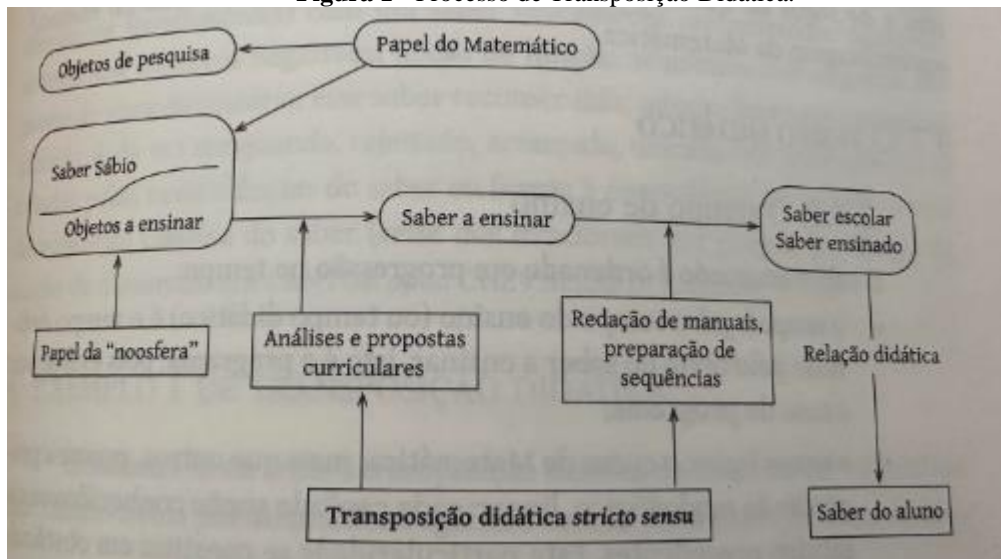 Figura 1 - Processo de Transposição Didática.
Objetos de pesquisa
Papel do Matemático
Saber Sábio
Objetos a ensinar
Saber a ensinar
Saber escolar
Saber ensinado
Papel da “noosfera”
Análises e propostas
curriculares
Redação de manuais,
preparação de
sequências
Relação didática
Transposição didática stricto sensu
Saber do aluno